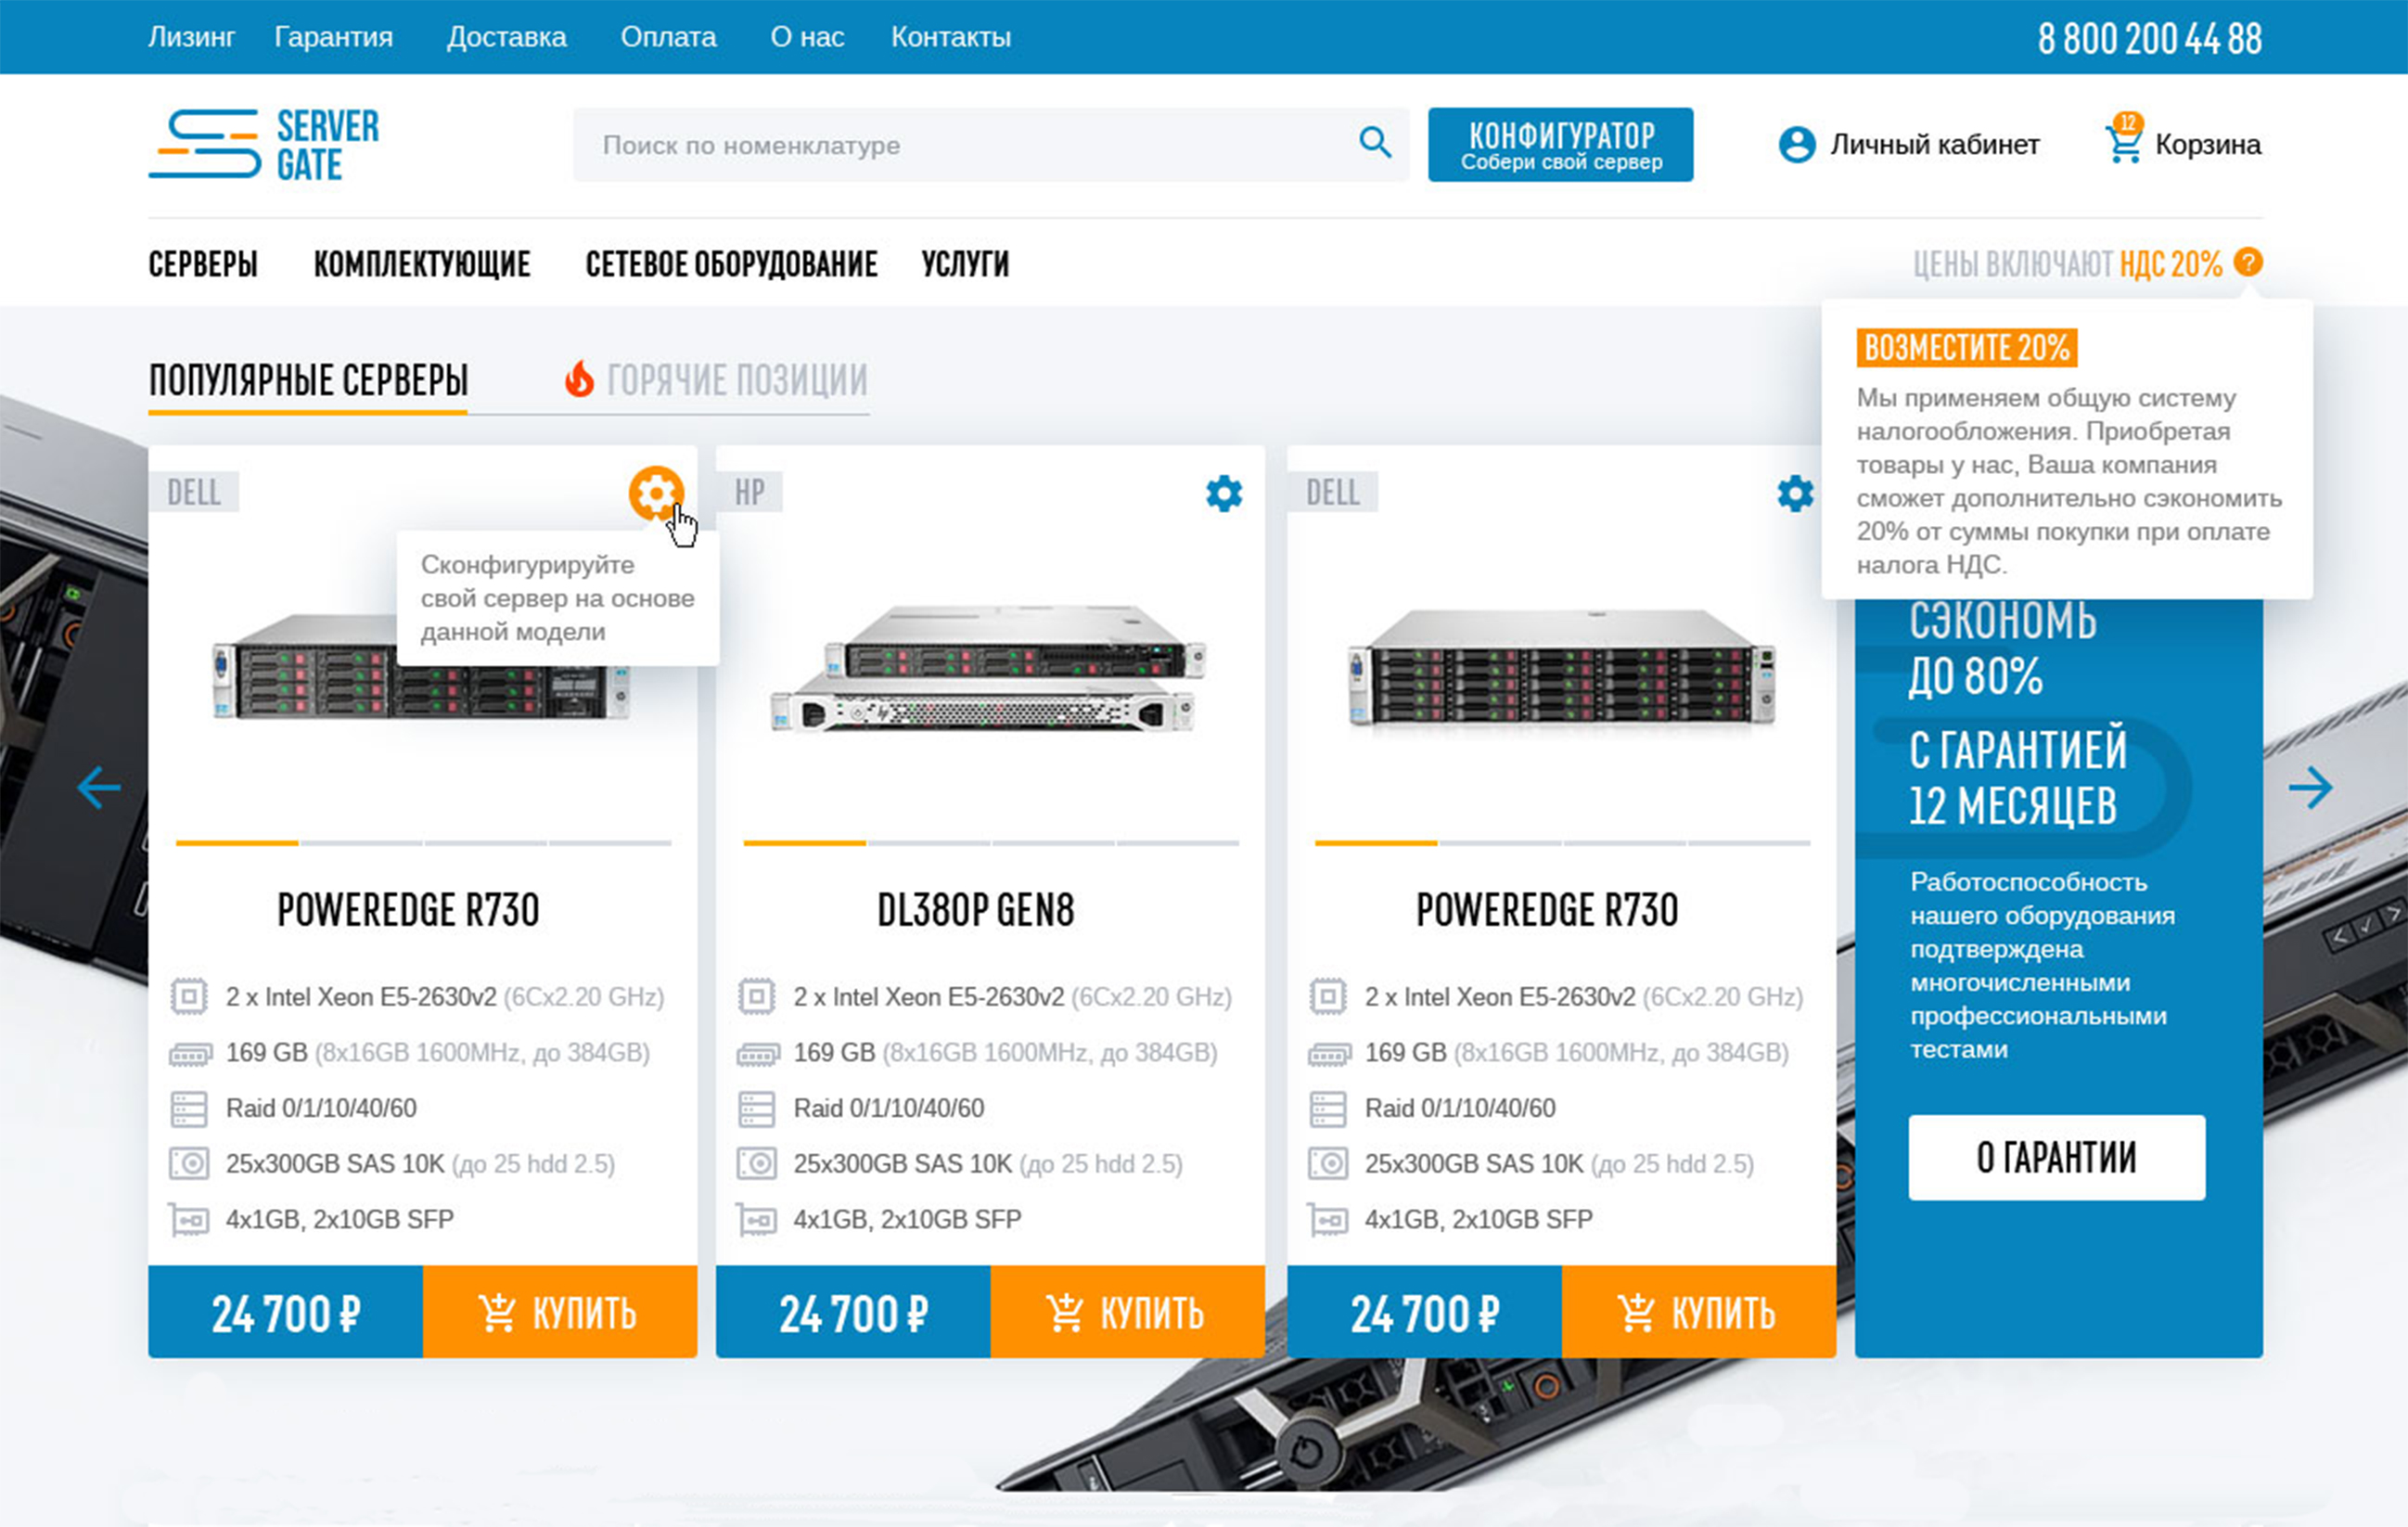 Лизинг Гарантия Доставка Оплата О нас Контакты 8 800 200 44 88
SERVER
GATE
Поиск по номенклатуре
КОНФИГУРАТОР
Собери свой сервер
Личный кабинет
12
Корзина
СЕРВЕРЫ КОМПЛЕКТУЮЩИЕ СЕТЕВОЕ ОБОРУДОВАНИЕ УСЛУГИ
ЦЕНЫ ВКЛЮЧАЮТ НДС 20% ?
ВОЗМЕСТИТЕ 20%
Мы применяем общую систему
налогообложения. Приобретая
товары у нас, Ваша компания
сможет дополнительно сэкономить
20% от суммы покупки при оплате
налога НДС.
ПОПУЛЯРНЫЕ СЕРВЕРЫ ГОРЯЧИЕ ПОЗИЦИИ
DELL
Сконфигурируйте
свой сервер на основе
данной модели
POWEREDGE R730
2 x Intel Xeon E5-2630v2 (6Cx2.20 GHz)
169 GB (8x16GB 1600MHz, до 384GB)
Raid 0/1/10/40/60
25x300GB SAS 10K (до 25 hdd 2.5)
4x1GB, 2x10GB SFP
24 700 ₽ КУПИТЬ
HP
DL380P GEN8
2 x Intel Xeon E5-2630v2 (6Cx2.20 GHz)
169 GB (8x16GB 1600MHz, до 384GB)
Raid 0/1/10/40/60
25x300GB SAS 10K (до 25 hdd 2.5)
4x1GB, 2x10GB SFP
24 700 ₽ КУПИТЬ
DELL
POWEREDGE R730
2 x Intel Xeon E5-2630v2 (6Cx2.20 GHz)
169 GB (8x16GB 1600MHz, до 384GB)
Raid 0/1/10/40/60
25x300GB SAS 10K (до 25 hdd 2.5)
4x1GB, 2x10GB SFP
24 700 ₽ КУПИТЬ
СЭКОНОМЬ
ДО 80%
С ГАРАНТИЕЙ
12 МЕСЯЦЕВ
Работоспособность
нашего оборудования
подтверждена
многочисленными
профессиональными
тестами
О ГАРАНТИИ